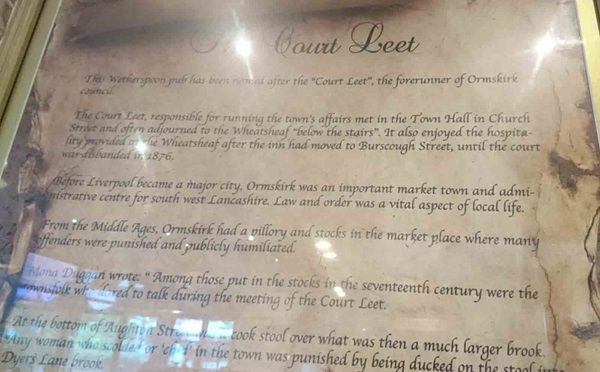 The Court Leet
This Wetherspoon pub has been named after the "Court Leet", the forerunner of Ormskirk
council.
The Court Leet, responsible for running the town's affairs met in the Town Hall in Church
Street and often adjourned to the Wheatsheaf "below the stairs". It also enjoyed the hospita-
lity provided by the Wheatsheaf after the inn had moved to Burscough Street, until the court
was disbanded in 1876.
Before Liverpool became a major city, Ormskirk was an important market town and admi-
nistrative centre for south west Lancashire. Law and order was a vital aspect of local life.
From the Middle Ages, Ormskirk had a pillory and stocks in the market place where many
offenders were punished and publicly humiliated.
Mona Duggan wrote: " Among those put in the stocks in the seventeenth century were the
townsfolk who dared to talk during the meeting of the Court Leet.
At the bottom of Aughton Street a cook stool over what was then a much larger brook.
Any woman who scolded or 'chid' in the town was punished by being ducked on the stool into
Dyers Lane brook.